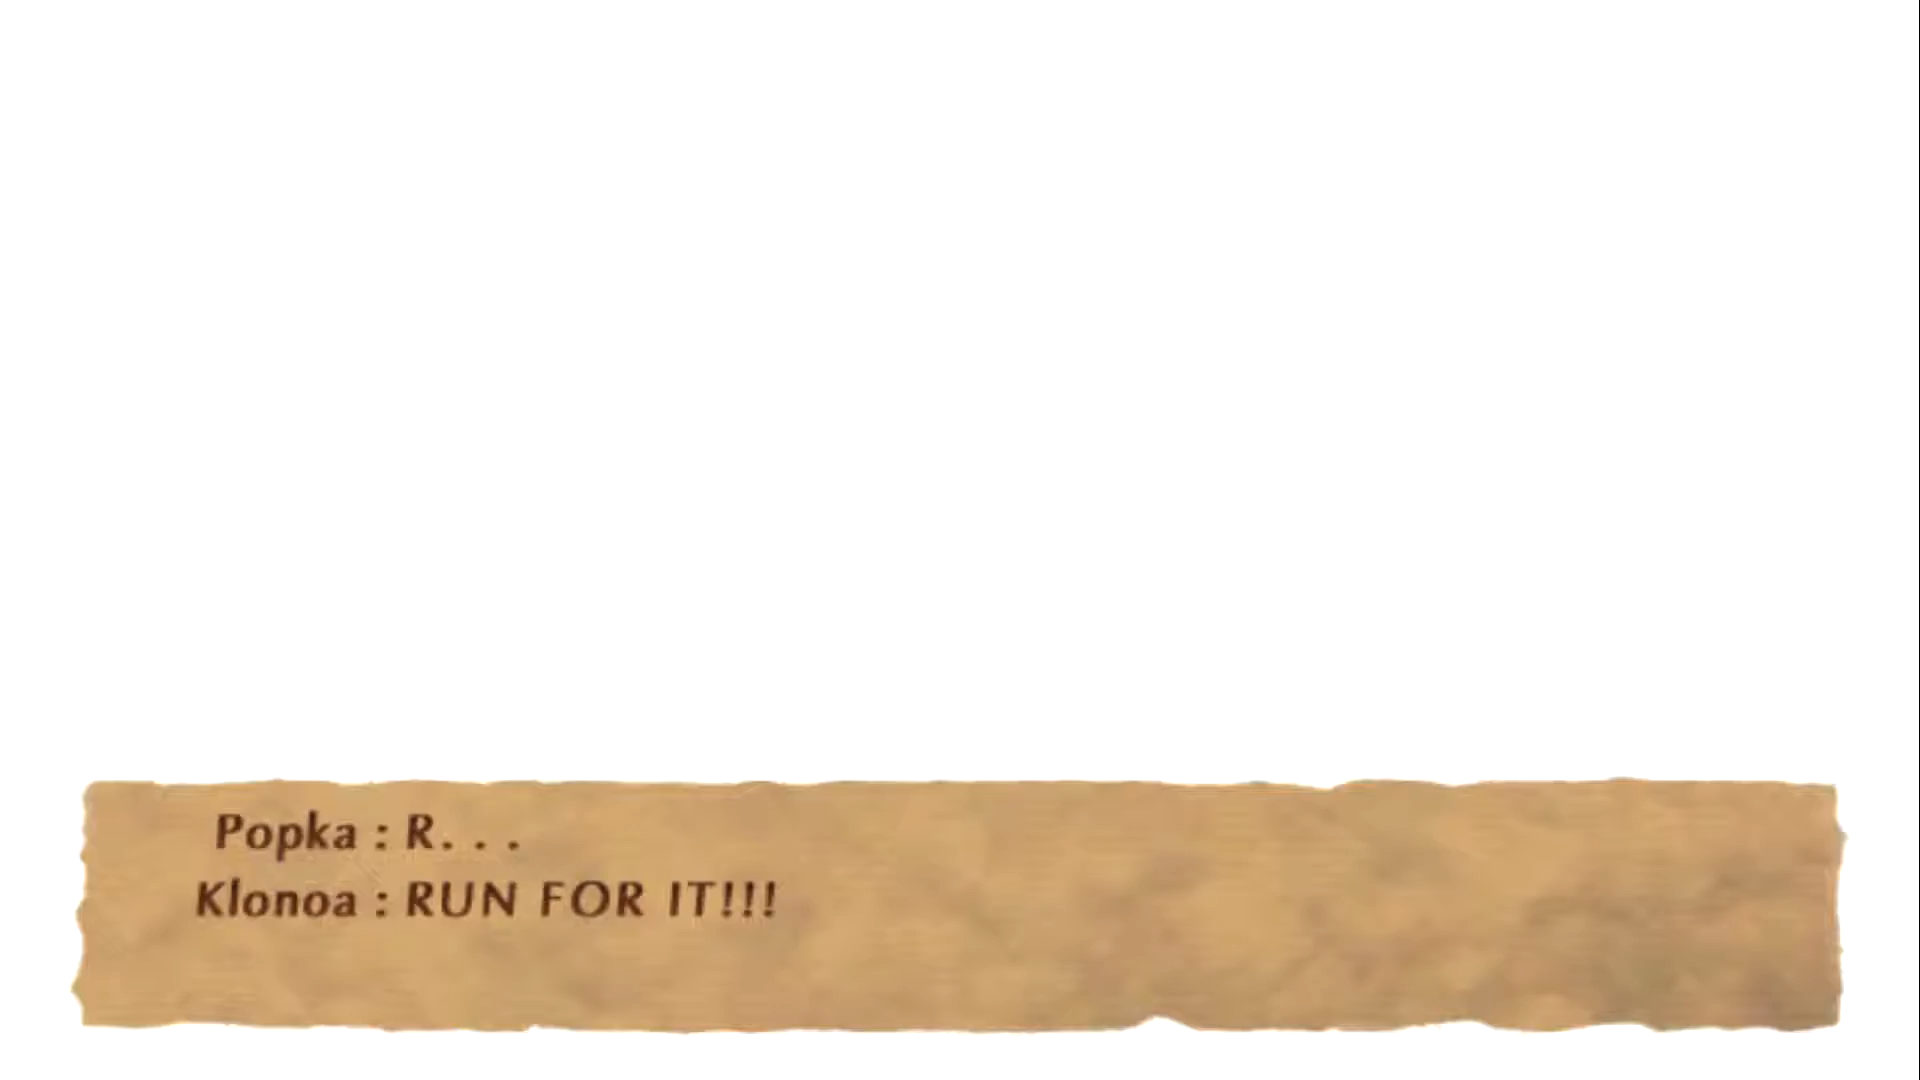 Popka : R. . .
Klonoa : RUN FOR IT!!!